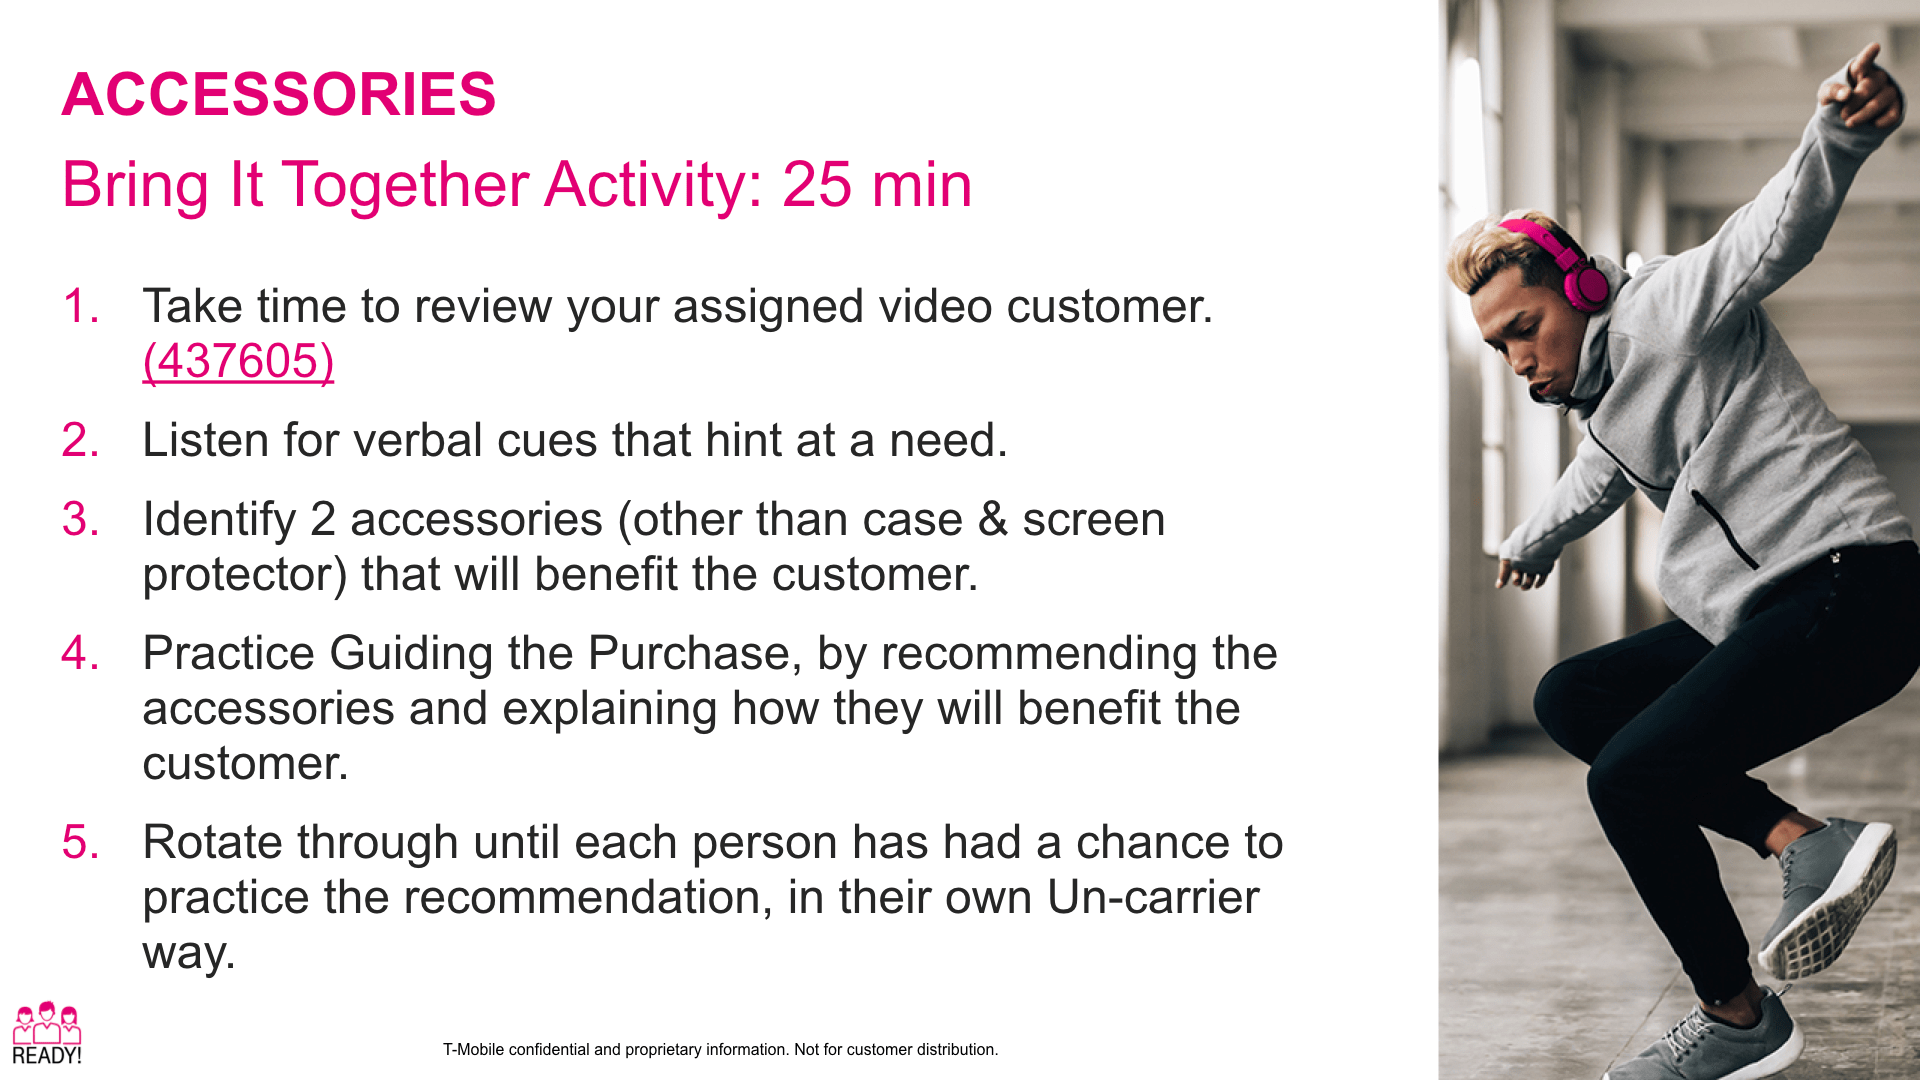 ACCESSORIES
Bring It Together Activity: 25 min
1. Take time to review your assigned video customer.
(437605)
2. Listen for verbal cues that hint at a need.
3. Identify 2 accessories (other than case & screen
protector) that will benefit the customer.
4. Practice Guiding the Purchase, by recommending the
accessories and explaining how they will benefit the
customer.
5. Rotate through until each person has had a chance to
practice the recommendation, in their own Un-carrier
way.
READY!
T-Mobile confidential and proprietary information. Not for customer distribution.